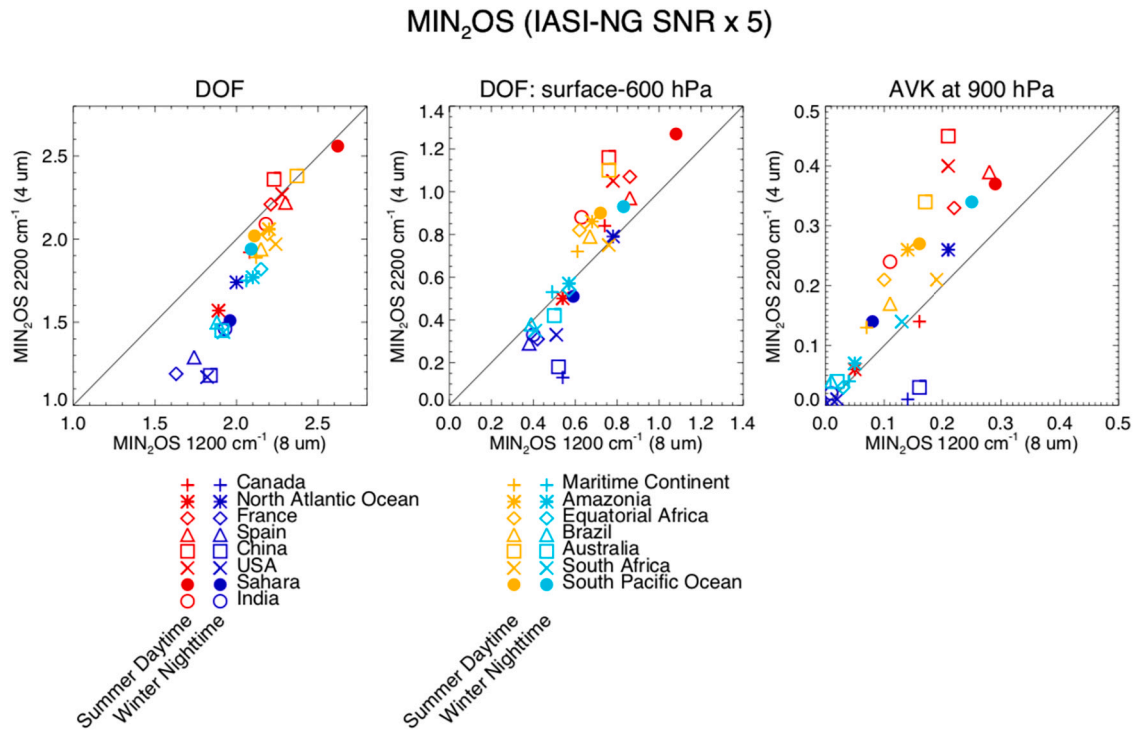 MIN₂OS (IASI-NG SNR x 5)
DOF
DOF: surface-600 hPa
AVK at 900 hPa
MIN₂OS 2200 cm⁻¹ (4 um)
2.5
2.0
1.5
1.0
1.0 1.5 2.0 2.5
MIN₂OS 1200 cm⁻¹ (8 um)
MIN₂OS 2200 cm⁻¹ (4 um)
1.4
1.2
1.0
0.8
0.6
0.4
0.2
0.0
0.0 0.2 0.4 0.6 0.8 1.0 1.2 1.4
MIN₂OS 1200 cm⁻¹ (8 um)
MIN₂OS 2200 cm⁻¹ (4 um)
0.5
0.4
0.3
0.2
0.1
0.0
0.0 0.1 0.2 0.3 0.4 0.5
MIN₂OS 1200 cm⁻¹ (8 um)
Canada
North Atlantic Ocean
France
Spain
China
USA
Sahara
India
Summer Daytime
Winter Nighttime
Maritime Continent
Amazonia
Equatorial Africa
Brazil
Australia
South Africa
South Pacific Ocean
Summer Daytime
Winter Nighttime